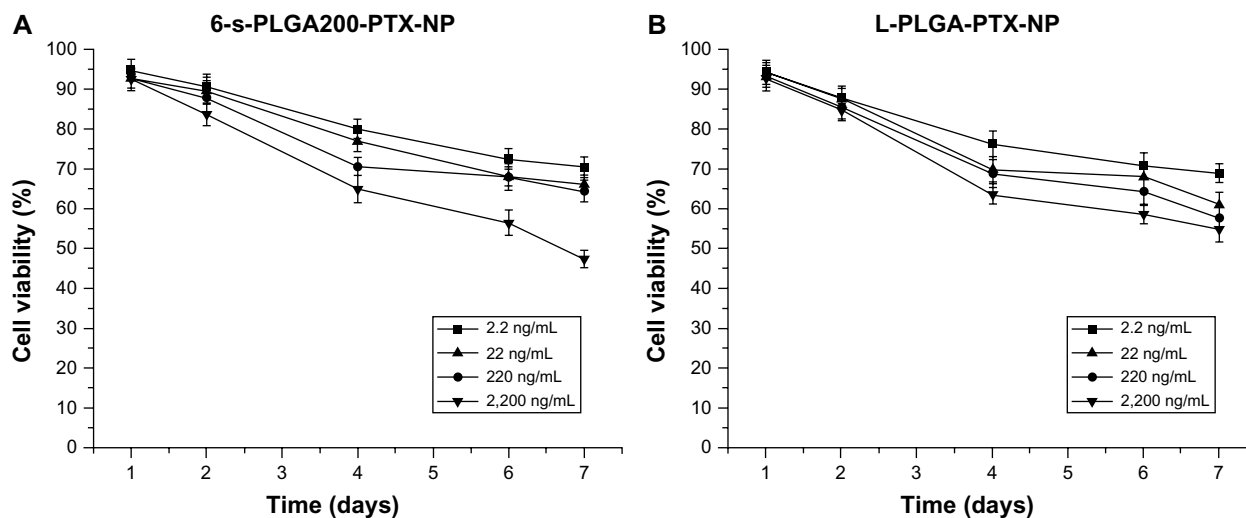 A
6-s-PLGA200-PTX-NP
Cell viability (%)
100
90
80
70
60
50
40
30
20
10
0
2.2 ng/mL
22 ng/mL
220 ng/mL
2,200 ng/mL
1 2 3 4 5 6 7
Time (days)
B
L-PLGA-PTX-NP
Cell viability (%)
100
90
80
70
60
50
40
30
20
10
0
2.2 ng/mL
22 ng/mL
220 ng/mL
2,200 ng/mL
1 2 3 4 5 6 7
Time (days)